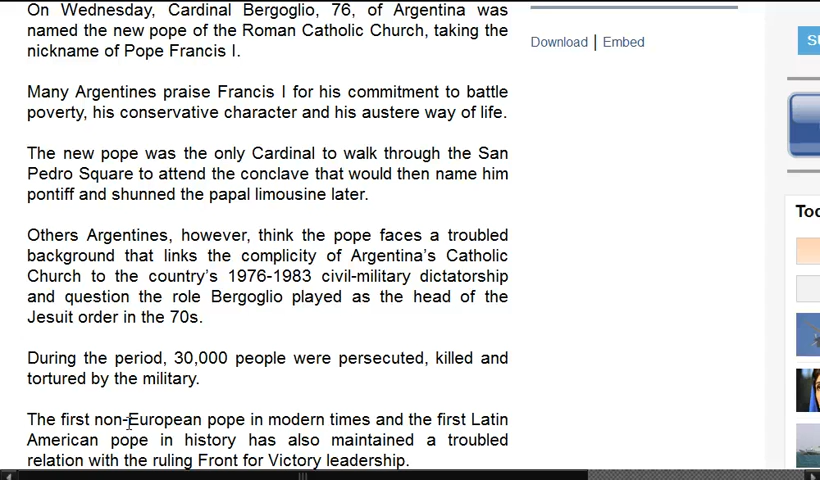 On Wednesday, Cardinal Bergoglio, 76, of Argentina was
named the new pope of the Roman Catholic Church, taking the
nickname of Pope Francis I.
Many Argentines praise Francis I for his commitment to battle
poverty, his conservative character and his austere way of life.
The new pope was the only Cardinal to walk through the San
Pedro Square to attend the conclave that would then name him
pontiff and shunned the papal limousine later.
Others Argentines, however, think the pope faces a troubled
background that links the complicity of Argentina's Catholic
Church to the country's 1976-1983 civil-military dictatorship
and question the role Bergoglio played as the head of the
Jesuit order in the 70s.
During the period, 30,000 people were persecuted, killed and
tortured by the military.
The first non-European pope in modern times and the first Latin
American pope in history has also maintained a troubled
relation with the ruling Front for Victory leadership.
Download | Embed